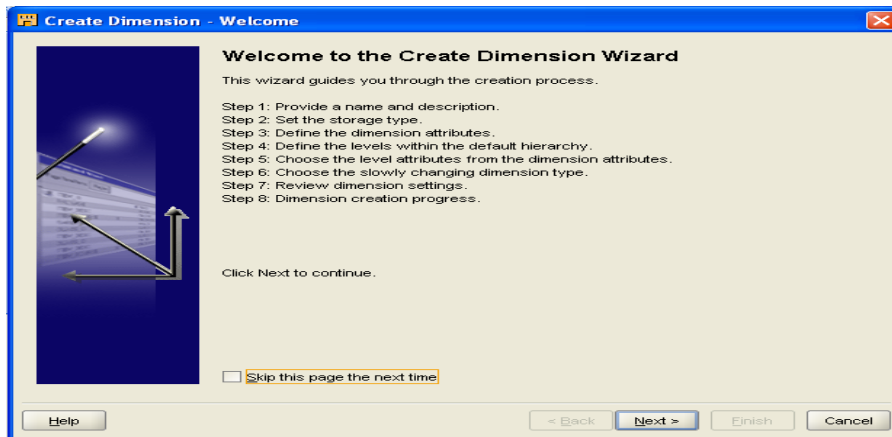 Create Dimension - Welcome
Welcome to the Create Dimension Wizard
This wizard guides you through the creation process.
Step 1: Provide a name and description.
Step 2: Set the storage type.
Step 3: Define the dimension attributes.
Step 4: Define the levels within the default hierarchy.
Step 5: Choose the level attributes from the dimension attributes.
Step 6: Choose the slowly changing dimension type.
Step 7: Review dimension settings.
Step 8: Dimension creation progress.
Click Next to continue.
Skip this page the next time
Help < Back Next > Finish Cancel